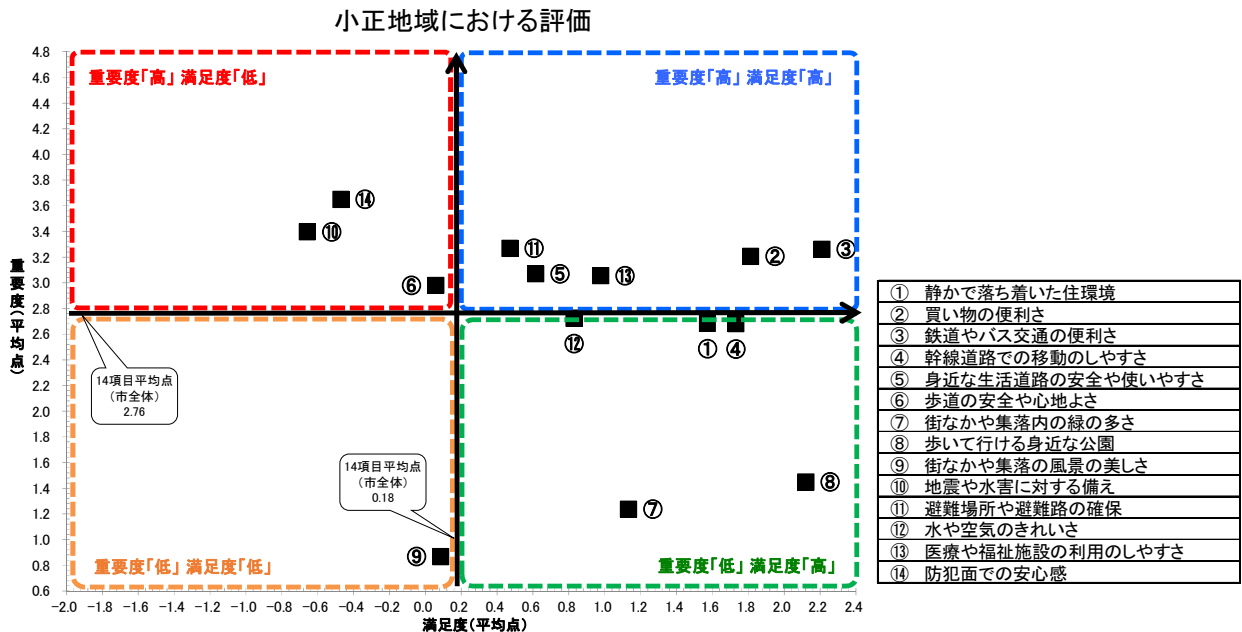 小正地域における評価
4.8
4.6
4.4
4.2
4.0
3.8
3.6
3.4
3.2
3.0
2.8
2.6
2.4
2.2
2.0
1.8
1.6
1.4
1.2
1.0
0.8
0.6
重要度(平均点)
重要度「高」 満足度「低」
重要度「高」 満足度「高」
⑭
⑩
⑥
⑪
⑤
⑬
②
③
⑫
①
④
14項目平均点
(市全体)
2.76
14項目平均点
(市全体)
0.18
⑧
⑦
⑨
重要度「低」 満足度「低」
重要度「低」 満足度「高」
−2.0 −1.8 −1.6 −1.4 −1.2 −1.0 −0.8 −0.6 −0.4 −0.2 0.0 0.2 0.4 0.6 0.8 1.0 1.2 1.4 1.6 1.8 2.0 2.2 2.4
満足度(平均点)
① 静かで落ち着いた住環境
② 買い物の便利さ
③ 鉄道やバス交通の便利さ
④ 幹線道路での移動のしやすさ
⑤ 身近な生活道路の安全や使いやすさ
⑥ 歩道の安全や心地よさ
⑦ 街なかや集落内の緑の多さ
⑧ 歩いて行ける身近な公園
⑨ 街なかや集落の風景の美しさ
⑩ 地震や水害に対する備え
⑪ 避難場所や避難路の確保
⑫ 水や空気のきれいさ
⑬ 医療や福祉施設の利用のしやすさ
⑭ 防犯面での安心感